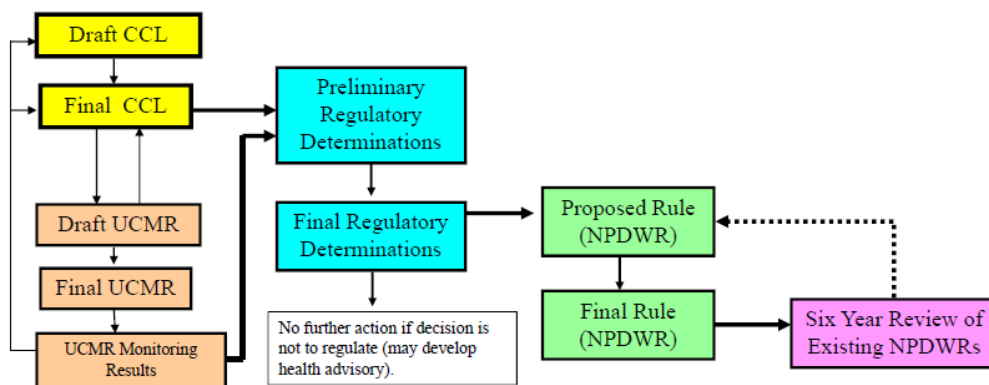 Draft CCL
Final CCL
Draft UCMR
Final UCMR
UCMR Monitoring
Results
Preliminary
Regulatory
Determinations
Final Regulatory
Determinations
No further action if decision is
not to regulate (may develop
health advisory).
Proposed Rule
(NPDWR)
Final Rule
(NPDWR)
Six Year Review of
Existing NPDWRs